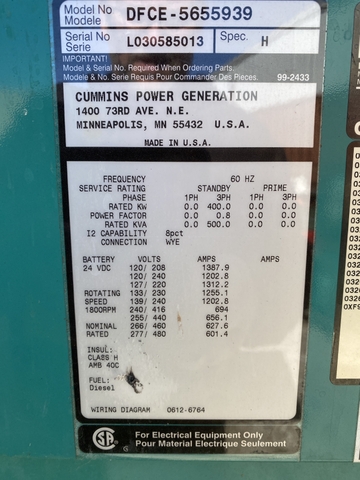 Model No DFCE-5655939
Modele
Serial No L030585013 Spec. H
Serie
IMPORTANT!
Model & Serial No. Required When Ordering Parts.
Modele & No. Serie Requis Pour Commander Des Pieces. 99-2433
CUMMINS POWER GENERATION
1400 73RD AVE. N.E.
MINNEAPOLIS, MN 55432 U.S.A.
MADE IN U.S.A.
FREQUENCY 60 HZ
SERVICE RATING STANDBY PRIME
PHASE 1PH 3PH 1PH 3PH
RATED KW 0.0 400.0 0.0 0.0
POWER FACTOR 0.0 0.8 0.0 0.0
RATED KVA 0.0 500.0 0.0 0.0
I2 CAPABILITY 8pct
CONNECTION WYE
BATTERY VOLTS AMPS AMPS
24 VDC 120/ 208 1387.9
120/ 240 1202.8
127/ 220 1312.2
ROTATING 133/ 230 1255.1
SPEED 139/ 240 1202.8
1800RPM 240/ 416 694
255/ 440 656.1
NOMINAL 266/ 460 627.6
RATED 277/ 480 601.4
INSUL:
CLASS H
AMB 40C
FUEL:
Diesel
WIRING DIAGRAM 0612-6764
SA
For Electrical Equipment Only
Pour Material Electrique Seulement